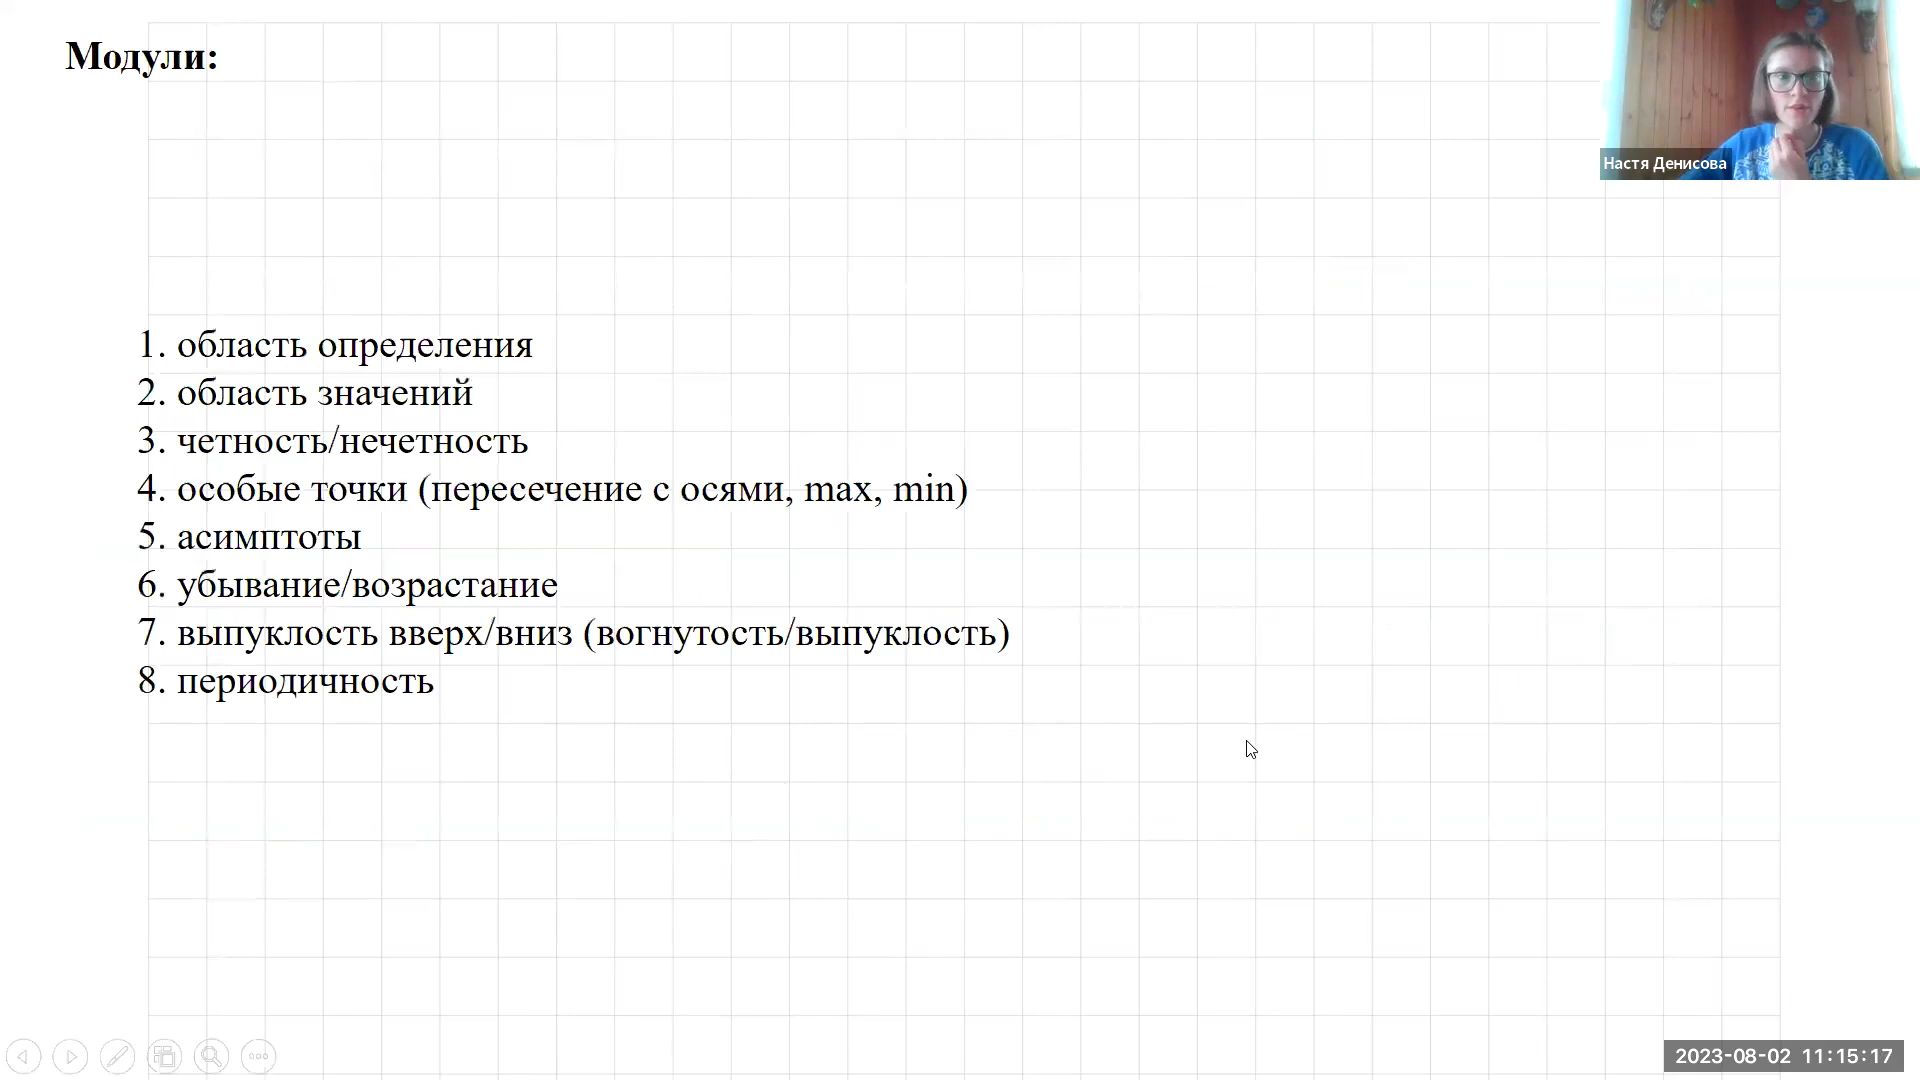 Модули:
Настя Денисова
1. область определения
2. область значений
3. четность/нечетность
4. особые точки (пересечение с осями, max, min)
5. асимптоты
6. убывание/возрастание
7. выпуклость вверх/вниз (вогнутость/выпуклость)
8. периодичность
2023-08-02 11:15:17